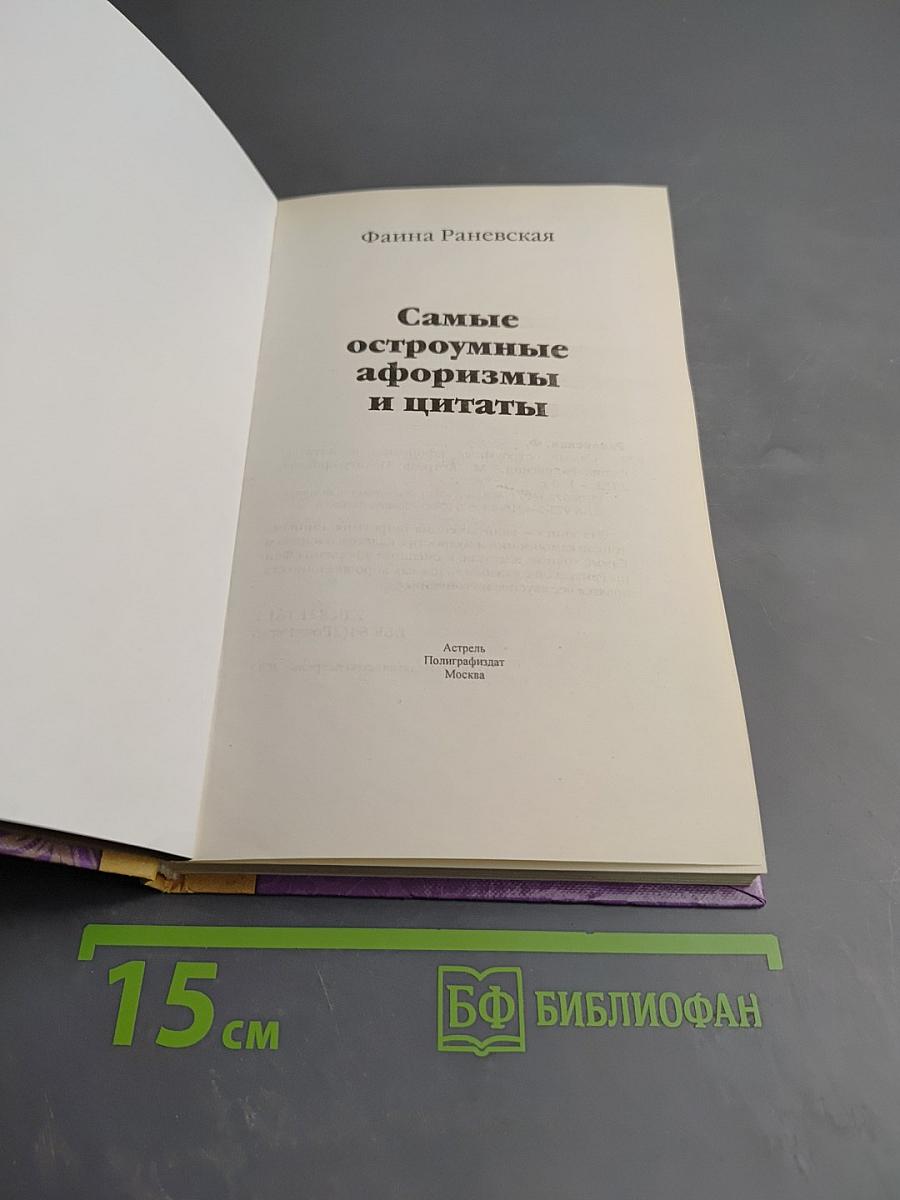 Фаина Раневская
Самые
остроумные
афоризмы
и цитаты
Астрель
Полиграфиздат
Москва
15 см
БФ БИБЛИОФАН